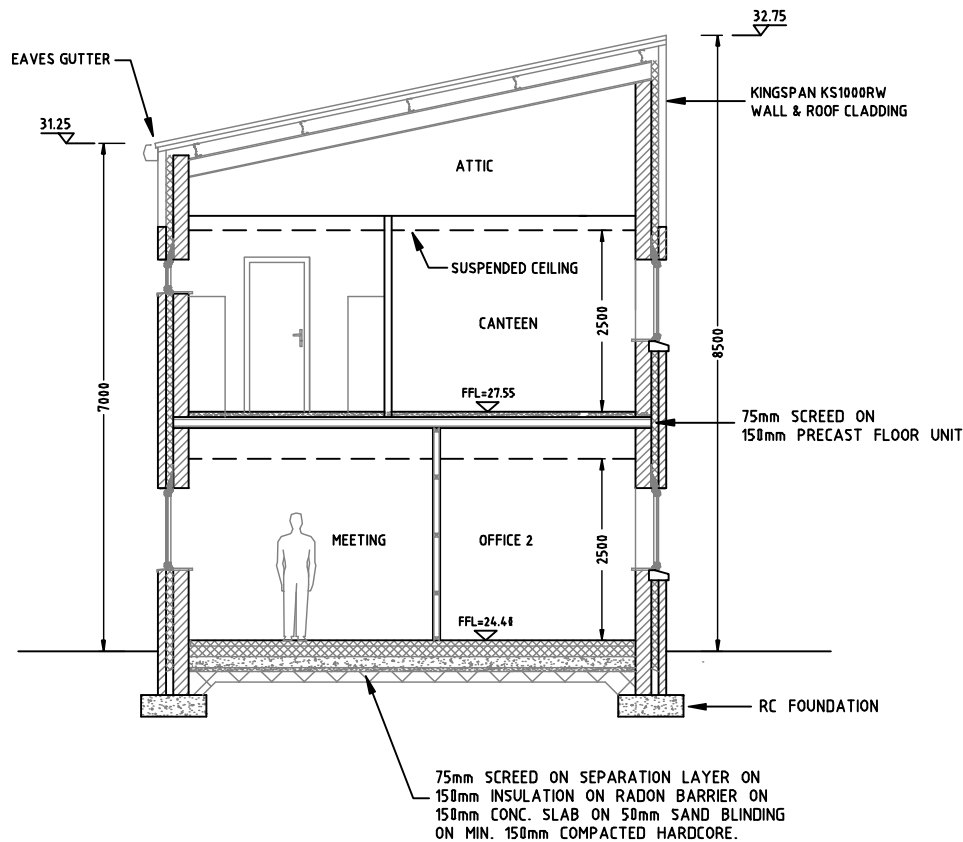 32.75
EAVES GUTTER
KINGSPAN KS1000RW
WALL & ROOF CLADDING
31.25
ATTIC
SUSPENDED CEILING
CANTEEN
2500
8500
7000
FFL=27.55
75mm SCREED ON
150mm PRECAST FLOOR UNIT
MEETING
OFFICE 2
2500
FFL=24.40
RC FOUNDATION
75mm SCREED ON SEPARATION LAYER ON
150mm INSULATION ON RADON BARRIER ON
150mm CONC. SLAB ON 50mm SAND BLINDING
ON MIN. 150mm COMPACTED HARDCORE.